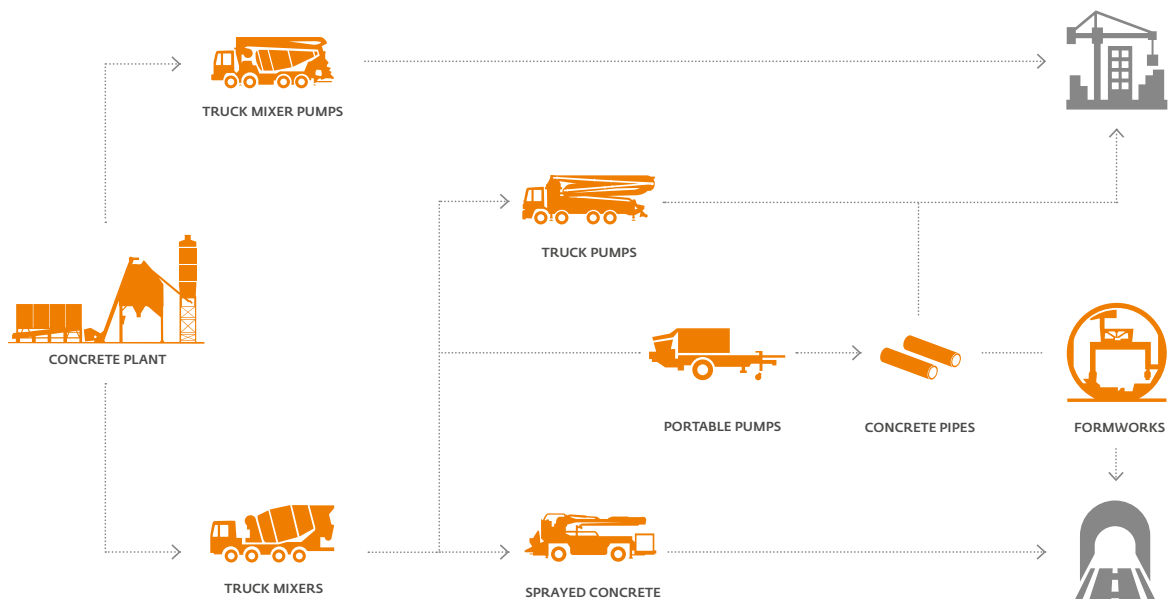 TRUCK MIXER PUMPS
TRUCK PUMPS
CONCRETE PLANT
PORTABLE PUMPS
CONCRETE PIPES
FORMWORKS
TRUCK MIXERS
SPRAYED CONCRETE